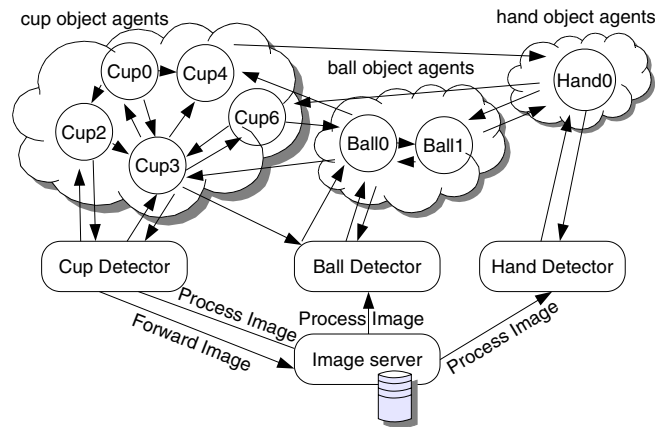 cup object agents
hand object agents
ball object agents
Cup0
Cup4
Hand0
Cup6
Cup2
Ball0
Ball1
Cup3
Cup Detector
Ball Detector
Hand Detector
Process Image
Process Image
Process Image
Forward Image
Image server